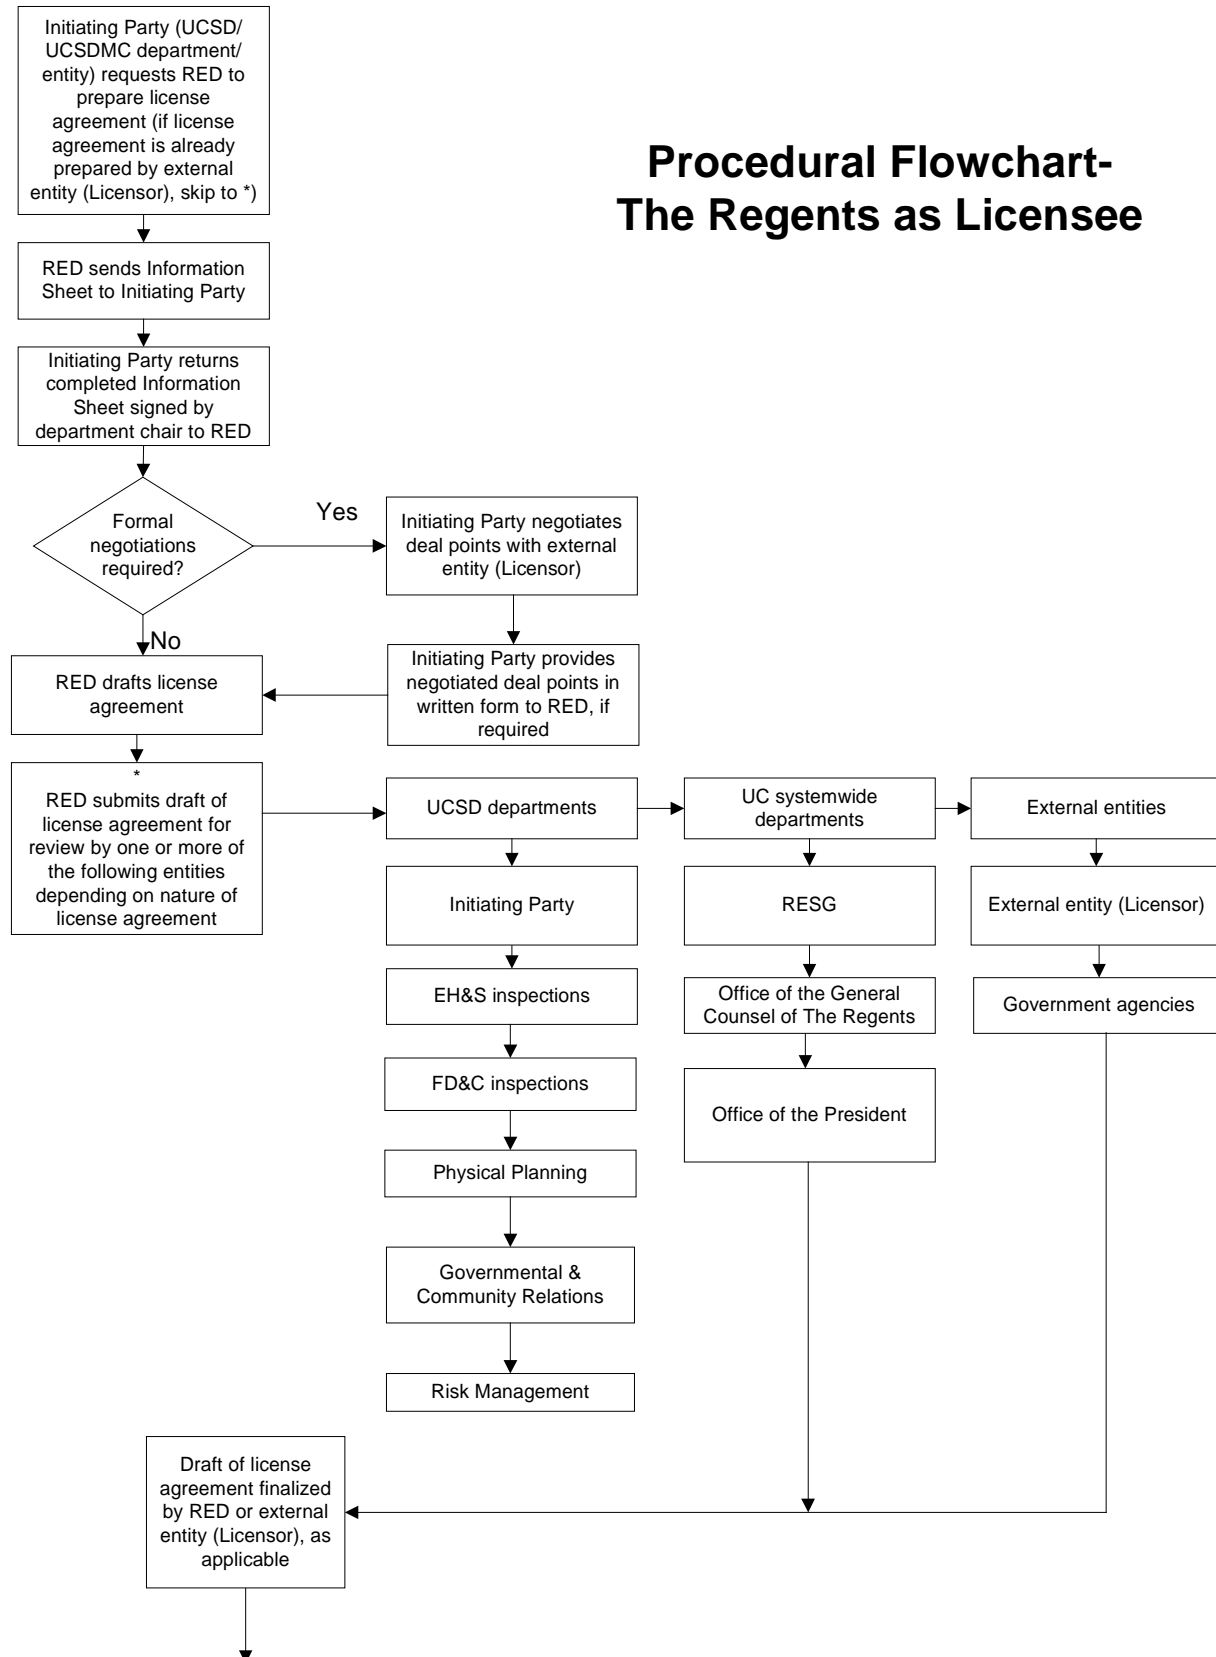 Initiating Party (UCSD/
UCSDMC department/
entity) requests RED to
prepare license
agreement (if license
agreement is already
prepared by external
entity (Licensor), skip to *)
Procedural Flowchart-
The Regents as Licensee
RED sends Information
Sheet to Initiating Party
Initiating Party returns
completed Information
Sheet signed by
department chair to RED
Formal
negotiations
required?
Yes
Initiating Party negotiates
deal points with external
entity (Licensor)
No
Initiating Party provides
negotiated deal points in
written form to RED, if
required
RED drafts license
agreement
*
RED submits draft of
license agreement for
review by one or more of
the following entities
depending on nature of
license agreement
UCSD departments
Initiating Party
EH&S inspections
FD&C inspections
Physical Planning
Governmental &
Community Relations
Risk Management
UC systemwide
departments
RESG
Office of the General
Counsel of The Regents
Office of the President
External entities
External entity (Licensor)
Government agencies
Draft of license
agreement finalized
by RED or external
entity (Licensor), as
applicable